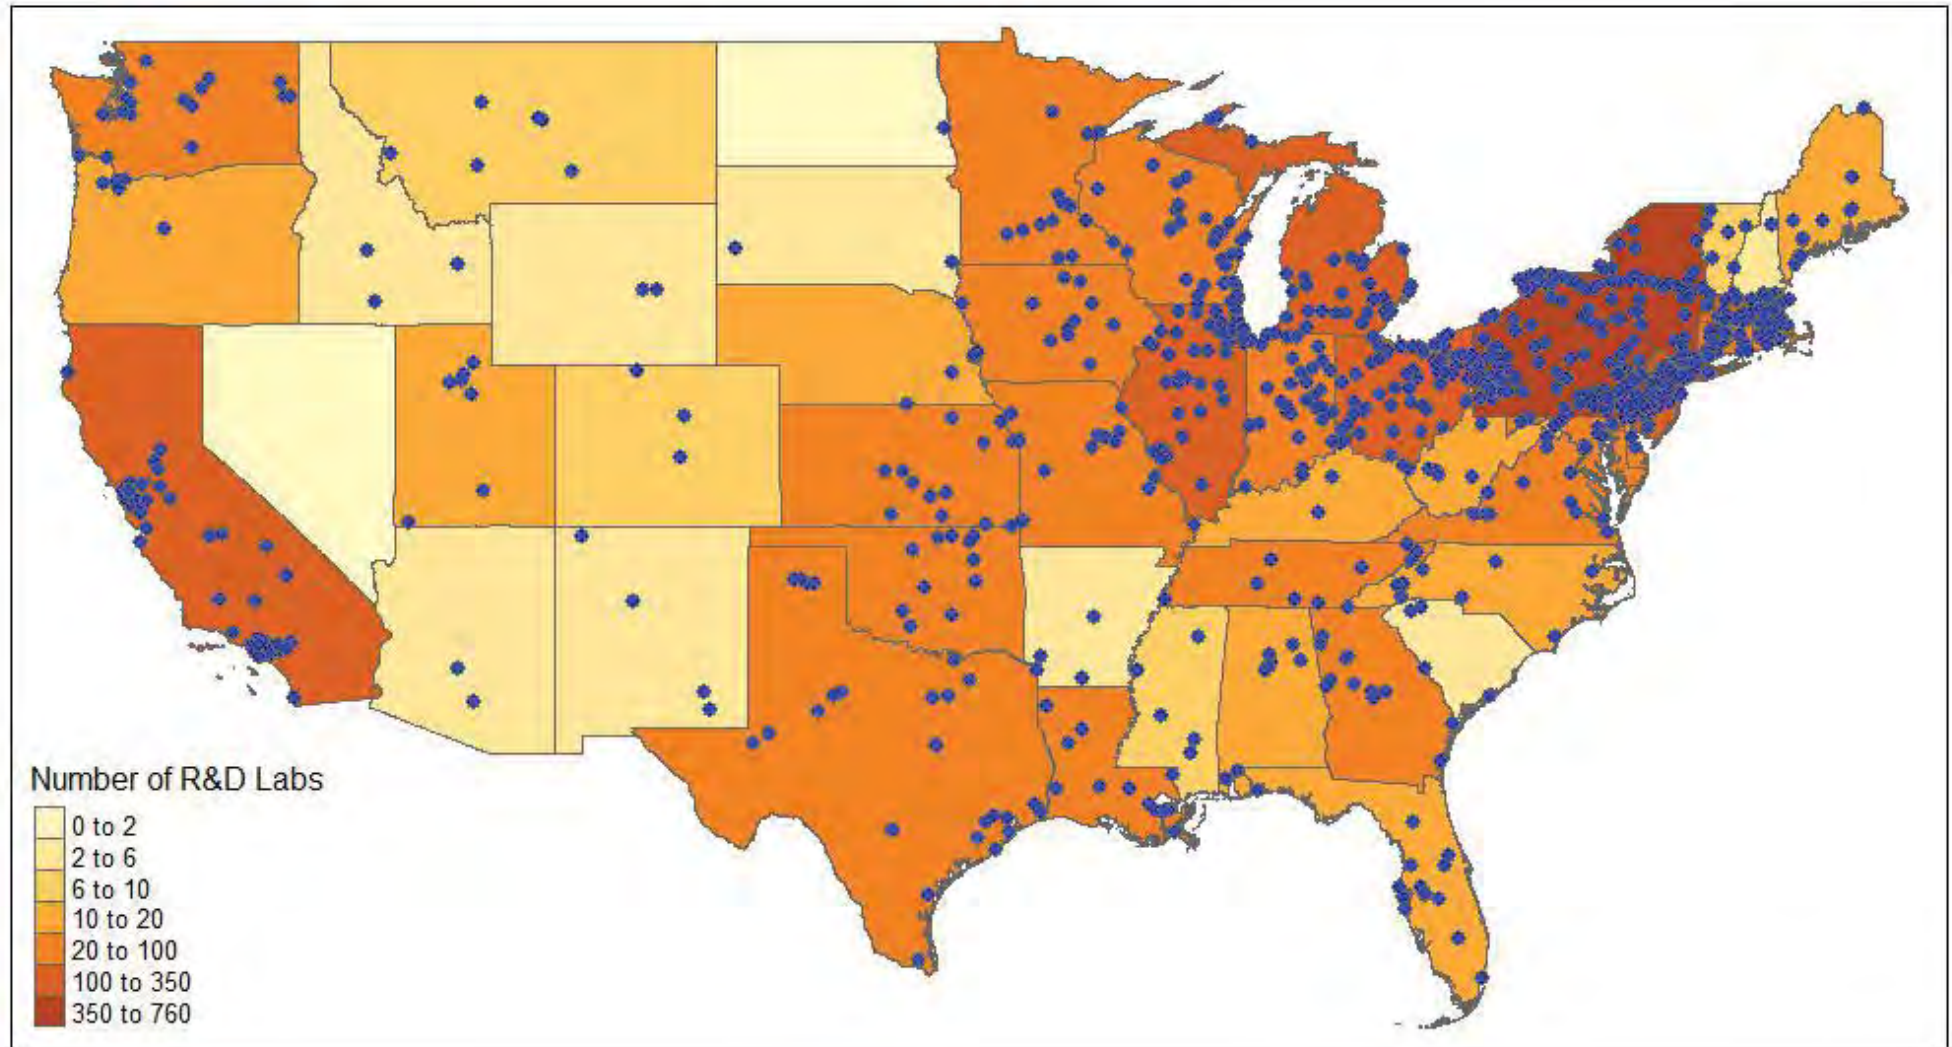 Number of R&D Labs
0 to 2
2 to 6
6 to 10
10 to 20
20 to 100
100 to 350
350 to 760